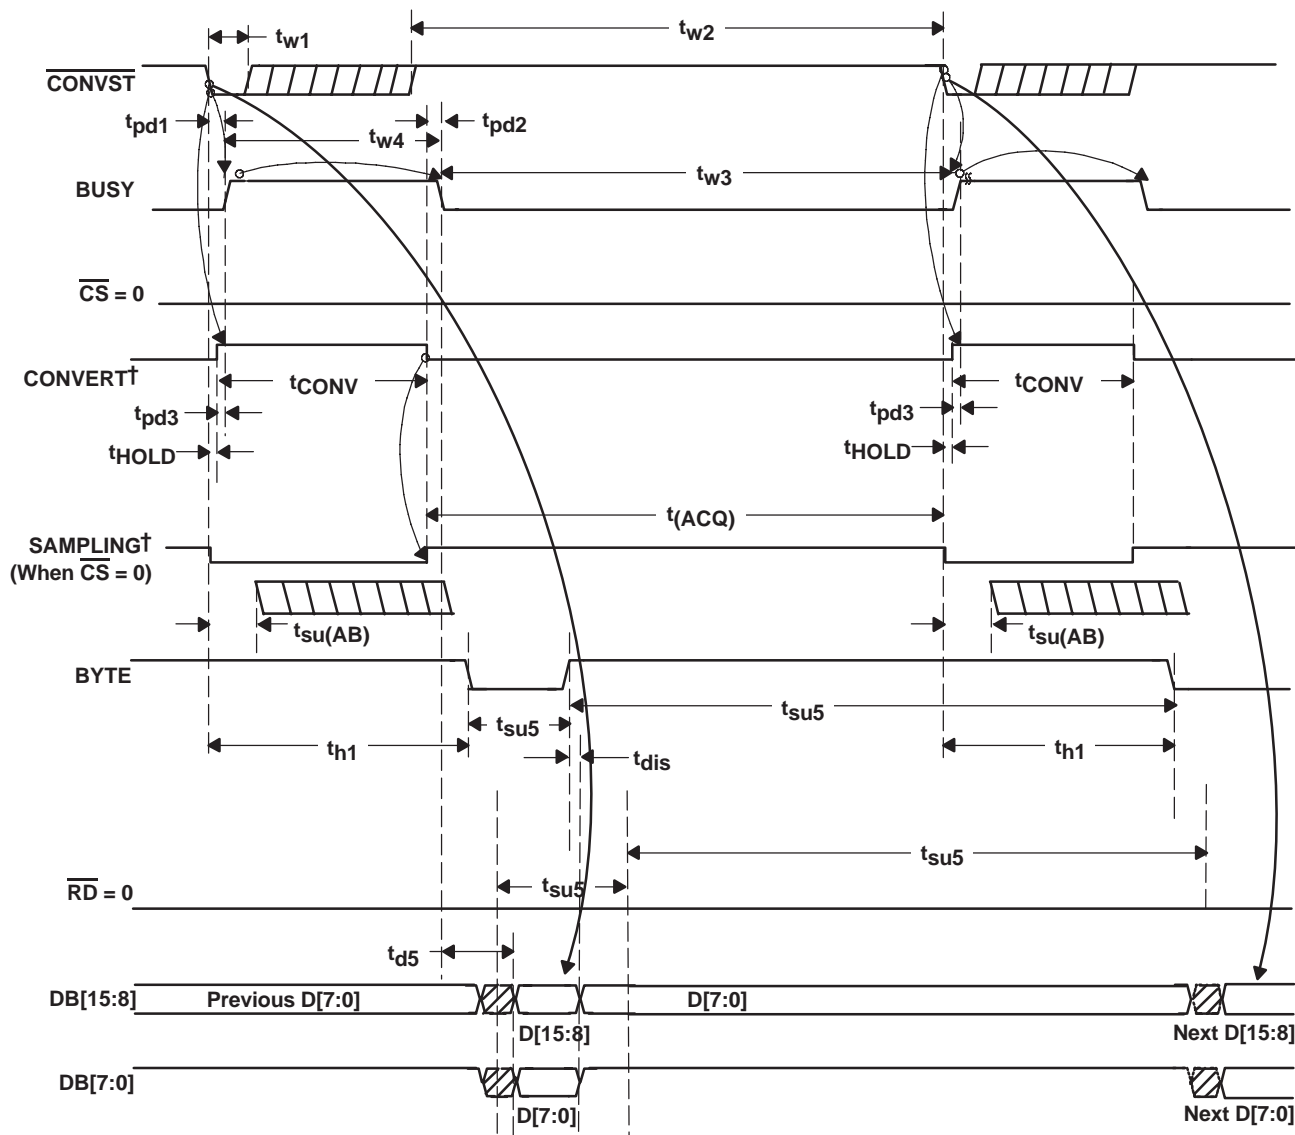 tw1
tw2
CONVST
tpd1
tw4
tpd2
tw3
BUSY
CS = 0
CONVERT†
tCONV
tCONV
tpd3
tpd3
tHOLD
tHOLD
t(ACQ)
SAMPLING†
(When CS = 0)
tsu(AB)
tsu(AB)
BYTE
tsu5
tsu5
th1
tdis
th1
tsu5
tsu5
RD = 0
td5
DB[15:8]
Previous D[7:0]
D[7:0]
D[15:8]
Next D[15:8]
DB[7:0]
D[7:0]
Next D[7:0]